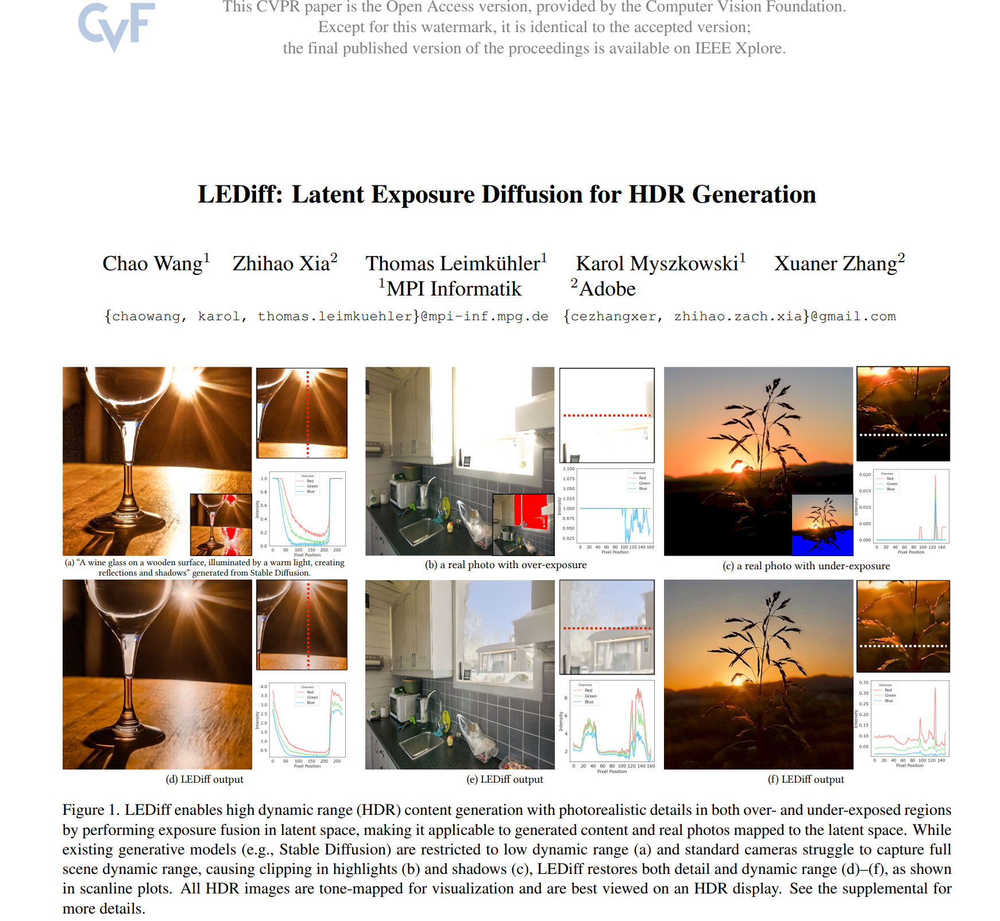 CVF
This CVPR paper is the Open Access version, provided by the Computer Vision Foundation.
Except for this watermark, it is identical to the accepted version;
the final published version of the proceedings is available on IEEE Xplore.
LEDiff: Latent Exposure Diffusion for HDR Generation
Chao Wang¹ Zhihao Xia² Thomas Leimkühler¹ Karol Myszkowski¹ Xuaner Zhang²
¹MPI Informatik ²Adobe
{chaowang, karol, thomas.leimkuehler}@mpi-inf.mpg.de {cezhangxer, zhihao.zach.xia}@gmail.com
Channels
Red
Green
Blue
Intensity
1.0
0.8
0.6
0.4
0.2
0.0
0 50 100 150 200 250
Pixel Position
(a) “A wine glass on a wooden surface, illuminated by a warm light, creating
reflections and shadows” generated from Stable Diffusion.
Channels
Red
Green
Blue
Intensity
1.100
1.075
1.050
1.025
1.000
0.975
0.950
0.925
0 20 40 60 80 100 120 140 160
Pixel Position
(b) a real photo with over-exposure
Channels
Red
Green
Blue
Intensity
0.020
0.015
0.010
0.005
0.000
0 20 40 60 80 100 120 140
Pixel Position
(c) a real photo with under-exposure
Channels
Red
Green
Blue
Intensity
4.0
3.5
3.0
2.5
2.0
1.5
1.0
0.5
50 100 150 200 250
Pixel Position
(d) LEDiff output
Channels
Red
Green
Blue
Intensity
8
6
4
2
0 20 40 60 80 100 120 140 160
Pixel Position
(e) LEDiff output
Channels
Red
Green
Blue
Intensity
0.35
0.30
0.25
0.20
0.15
0.10
0.05
0 20 40 60 80 100 120 140
Pixel Position
(f) LEDiff output
Figure 1. LEDiff enables high dynamic range (HDR) content generation with photorealistic details in both over- and under-exposed regions
by performing exposure fusion in latent space, making it applicable to generated content and real photos mapped to the latent space. While
existing generative models (e.g., Stable Diffusion) are restricted to low dynamic range (a) and standard cameras struggle to capture full
scene dynamic range, causing clipping in highlights (b) and shadows (c), LEDiff restores both detail and dynamic range (d)–(f), as shown
in scanline plots. All HDR images are tone-mapped for visualization and are best viewed on an HDR display. See the supplemental for
more details.